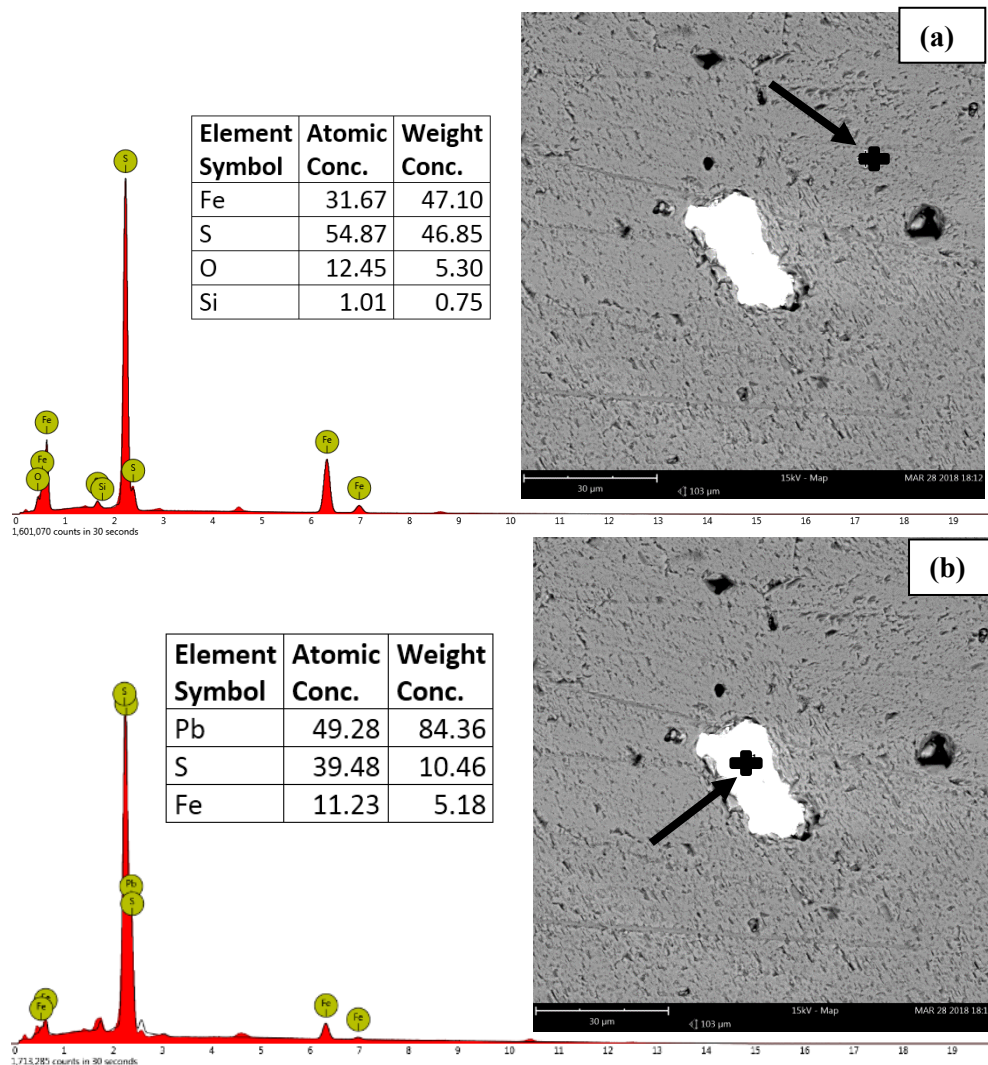 (a)
Element Symbol Atomic Conc. Weight Conc.
Fe 31.67 47.10
S 54.87 46.85
O 12.45 5.30
Si 1.01 0.75
S
Fe
Fe
O
Si
S
Fe
Fe
0 1 2 3 4 5 6 7 8 9 10 11 12 13 14 15 16 17 18 19
1,601,070 counts in 30 seconds
30 µm
103 µm
15kV - Map
MAR 28 2018 18:12
(b)
Element Symbol Atomic Conc. Weight Conc.
Pb 49.28 84.36
S 39.48 10.46
Fe 11.23 5.18
S
Pb
S
Fe
Fe
Fe
Fe
0 1 2 3 4 5 6 7 8 9 10 11 12 13 14 15 16 17 18 19
1,713,285 counts in 30 seconds
30 µm
103 µm
15kV - Map
MAR 28 2018 18:1